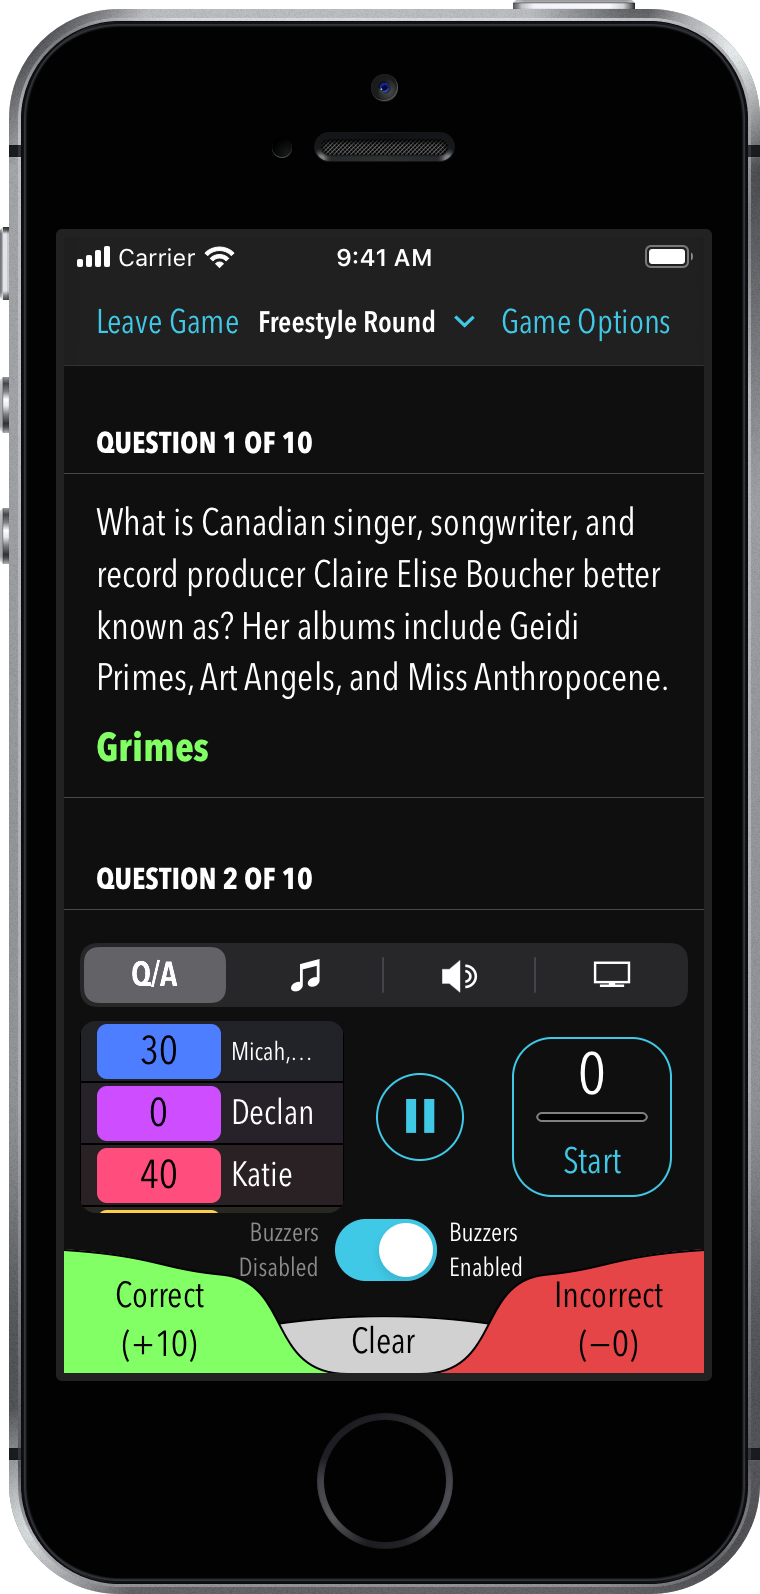 Carrier 9:41 AM
Leave Game Freestyle Round Game Options
QUESTION 1 OF 10
What is Canadian singer, songwriter, and
record producer Claire Elise Boucher better
known as? Her albums include Geidi
Primes, Art Angels, and Miss Anthropocene.
Grimes
QUESTION 2 OF 10
Q/A
30 Micah,...
0 Declan
40 Katie
0
Start
Buzzers
Disabled
Buzzers
Enabled
Correct
(+10)
Clear
Incorrect
(−0)